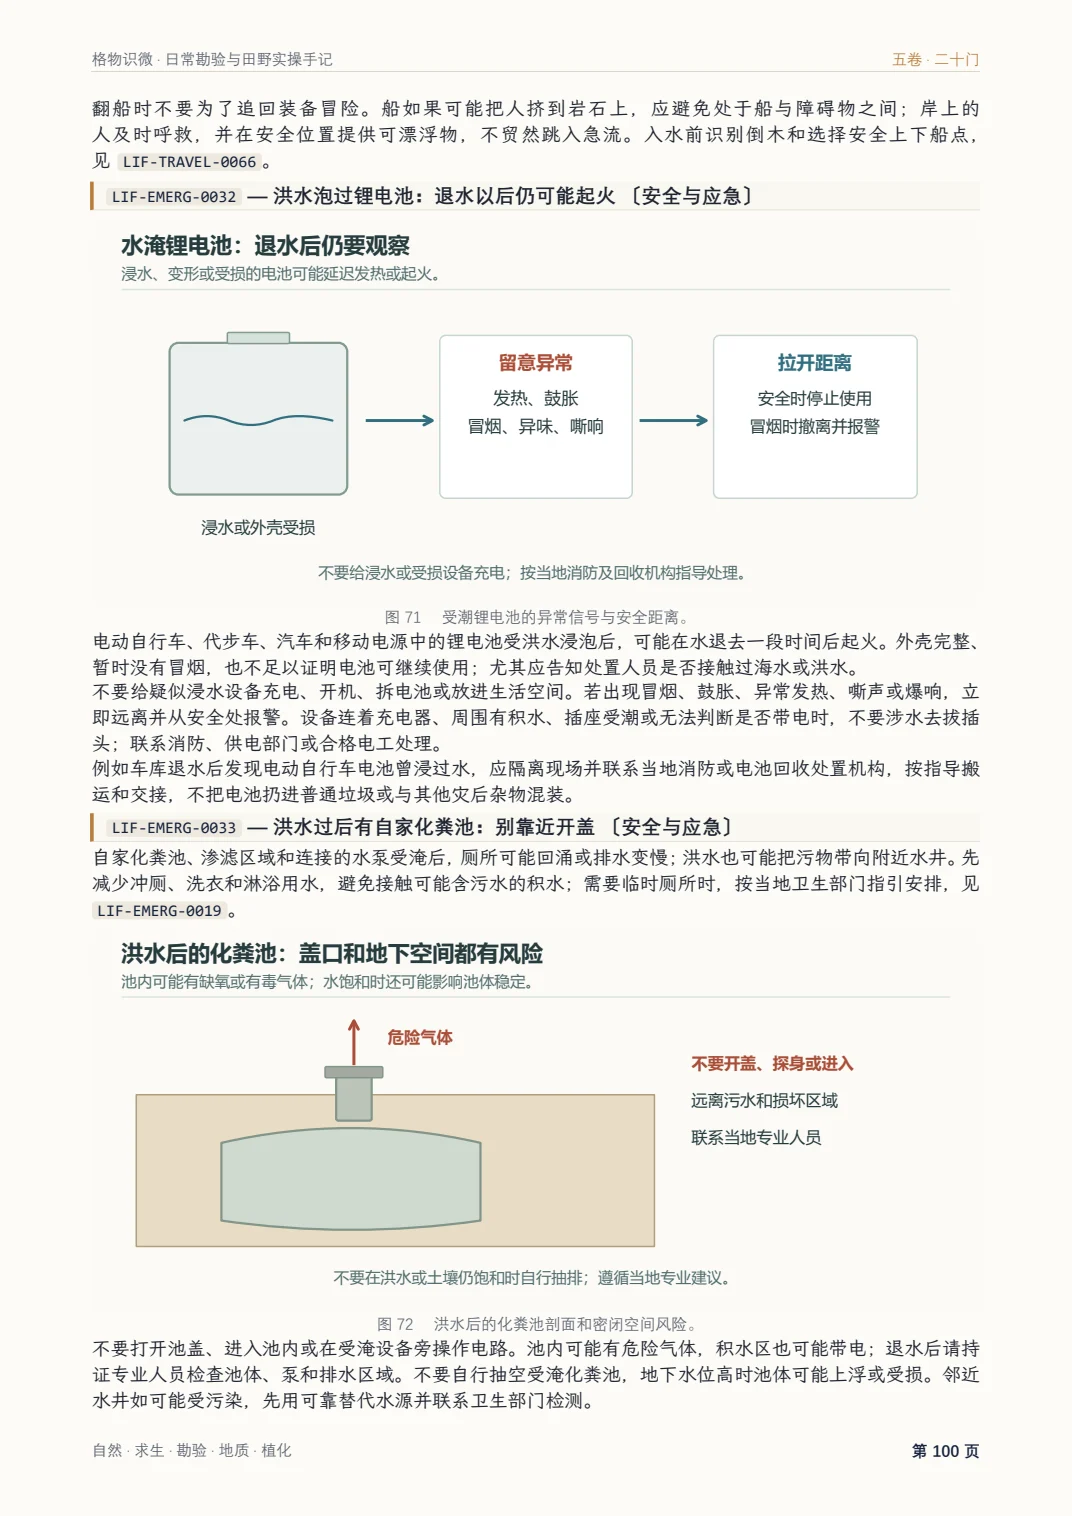 格物识微 · 日常勘验与田野实操手记
五卷 · 二十门
翻船时不要为了追回装备冒险。船如果可能把人挤到岩石上，应避免处于船与障碍物之间；岸上的
人及时呼救，并在安全位置提供可漂浮物，不贸然跳入急流。入水前识别倒木和选择安全上下船点，
见 LIF-TRAVEL-0066。
LIF-EMERG-0032 — 洪水泡过锂电池：退水以后仍可能起火 〔安全与应急〕
水淹锂电池：退水后仍要观察
浸水、变形或受损的电池可能延迟发热或起火。
留意异常
发热、鼓胀
冒烟、异味、嘶响
拉开距离
安全时停止使用
冒烟时撤离并报警
浸水或外壳受损
不要给浸水或受损设备充电；按当地消防及回收机构指导处理。
图 71 受潮锂电池的异常信号与安全距离。
电动自行车、代步车、汽车和移动电源中的锂电池受洪水浸泡后，可能在水退去一段时间后起火。外壳完整、
暂时没有冒烟，也不足以证明电池可继续使用；尤其应告知处置人员是否接触过海水或洪水。
不要给疑似浸水设备充电、开机、拆电池或放进生活空间。若出现冒烟、鼓胀、异常发热、嘶声或爆响，立
即远离并从安全处报警。设备连着充电器、周围有积水、插座受潮或无法判断是否带电时，不要涉水去拔插
头；联系消防、供电部门或合格电工处理。
例如车库退水后发现电动自行车电池曾浸过水，应隔离现场并联系当地消防或电池回收处置机构，按指导搬
运和交接，不把电池扔进普通垃圾或与其他灾后杂物混装。
LIF-EMERG-0033 — 洪水过后有自家化粪池：别靠近开盖 〔安全与应急〕
自家化粪池、渗滤区域和连接的水泵受淹后，厕所可能回涌或排水变慢；洪水也可能把污物带向附近水井。先
减少冲厕、洗衣和淋浴用水，避免接触可能含污水的积水；需要临时厕所时，按当地卫生部门指引安排，见
LIF-EMERG-0019。
洪水后的化粪池：盖口和地下空间都有风险
池内可能有缺氧或有毒气体；水饱和时还可能影响池体稳定。
危险气体
不要开盖、探身或进入
远离污水和损坏区域
联系当地专业人员
不要在洪水或土壤仍饱和时自行抽排；遵循当地专业建议。
图 72 洪水后的化粪池剖面和密闭空间风险。
不要打开池盖、进入池内或在受淹设备旁操作电路。池内可能有危险气体，积水区也可能带电；退水后请持
证专业人员检查池体、泵和排水区域。不要自行抽空受淹化粪池，地下水位高时池体可能上浮或受损。邻近
水井如可能受污染，先用可靠替代水源并联系卫生部门检测。
自然 · 求生 · 勘验 · 地质 · 植化
第 100 页